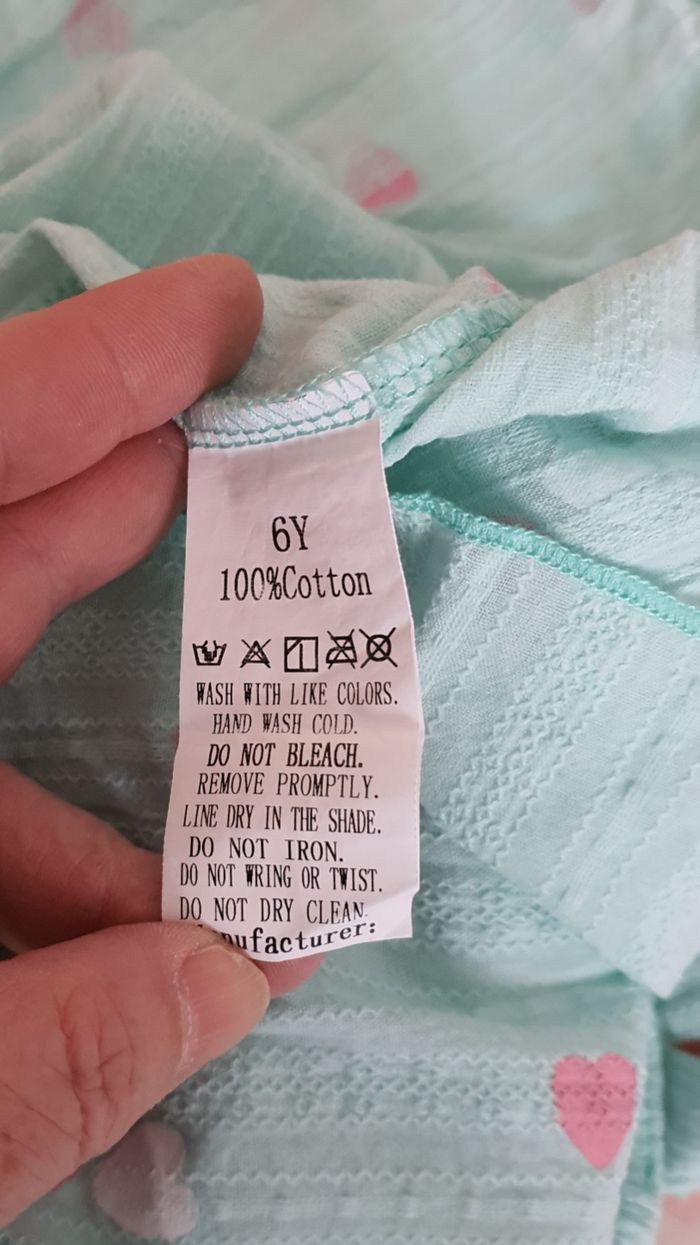 6Y
100%Cotton
WASH WITH LIKE COLORS.
HAND WASH COLD.
DO NOT BLEACH.
REMOVE PROMPTLY.
LINE DRY IN THE SHADE.
DO NOT IRON.
DO NOT WRING OR TWIST.
DO NOT DRY CLEAN.